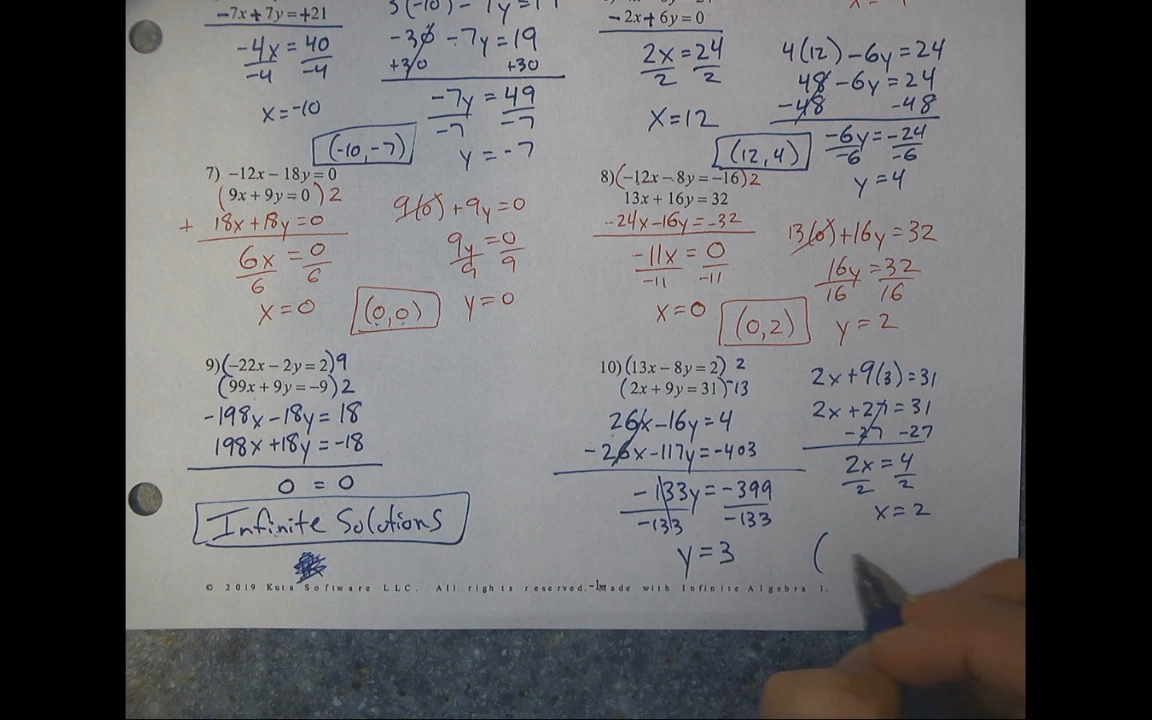 -7x + 7y = +21
-4x = 40
-4 -4
x = -10
(-10, -7)
-30 - 7y = 19
+30 +30
-7y = 49
-7 -7
y = -7
-2x + 6y = 0
2x = 24
2 2
x = 12
(12, 4)
4(12) - 6y = 24
48 - 6y = 24
-48 -48
-6y = -24
-6 -6
y = 4
7) -12x - 18y = 0
(9x + 9y = 0)2
+ 18x + 18y = 0
6x = 0
6 6
x = 0
(0,0)
9(0) + 9y = 0
9y = 0
9 9
y = 0
8) (-12x - 8y = -16)2
13x + 16y = 32
-24x - 16y = -32
-11x = 0
-11 -11
x = 0
(0,2)
13(0) + 16y = 32
16y = 32
16 16
y = 2
9) (-22x - 2y = 2)9
(99x + 9y = -9)2
-198x - 18y = 18
198x + 18y = -18
0 = 0
Infinite Solutions
10) (13x - 8y = 2) 2
(2x + 9y = 31) -13
26x - 16y = 4
-26x - 117y = -403
-133y = -399
-133 -133
y = 3
2x + 9(3) = 31
2x + 27 = 31
-27 -27
2x = 4
2 2
x = 2
(
© 2019 Kuta Software LLC. All rights reserved. -1- Made with Infinite Algebra 1.